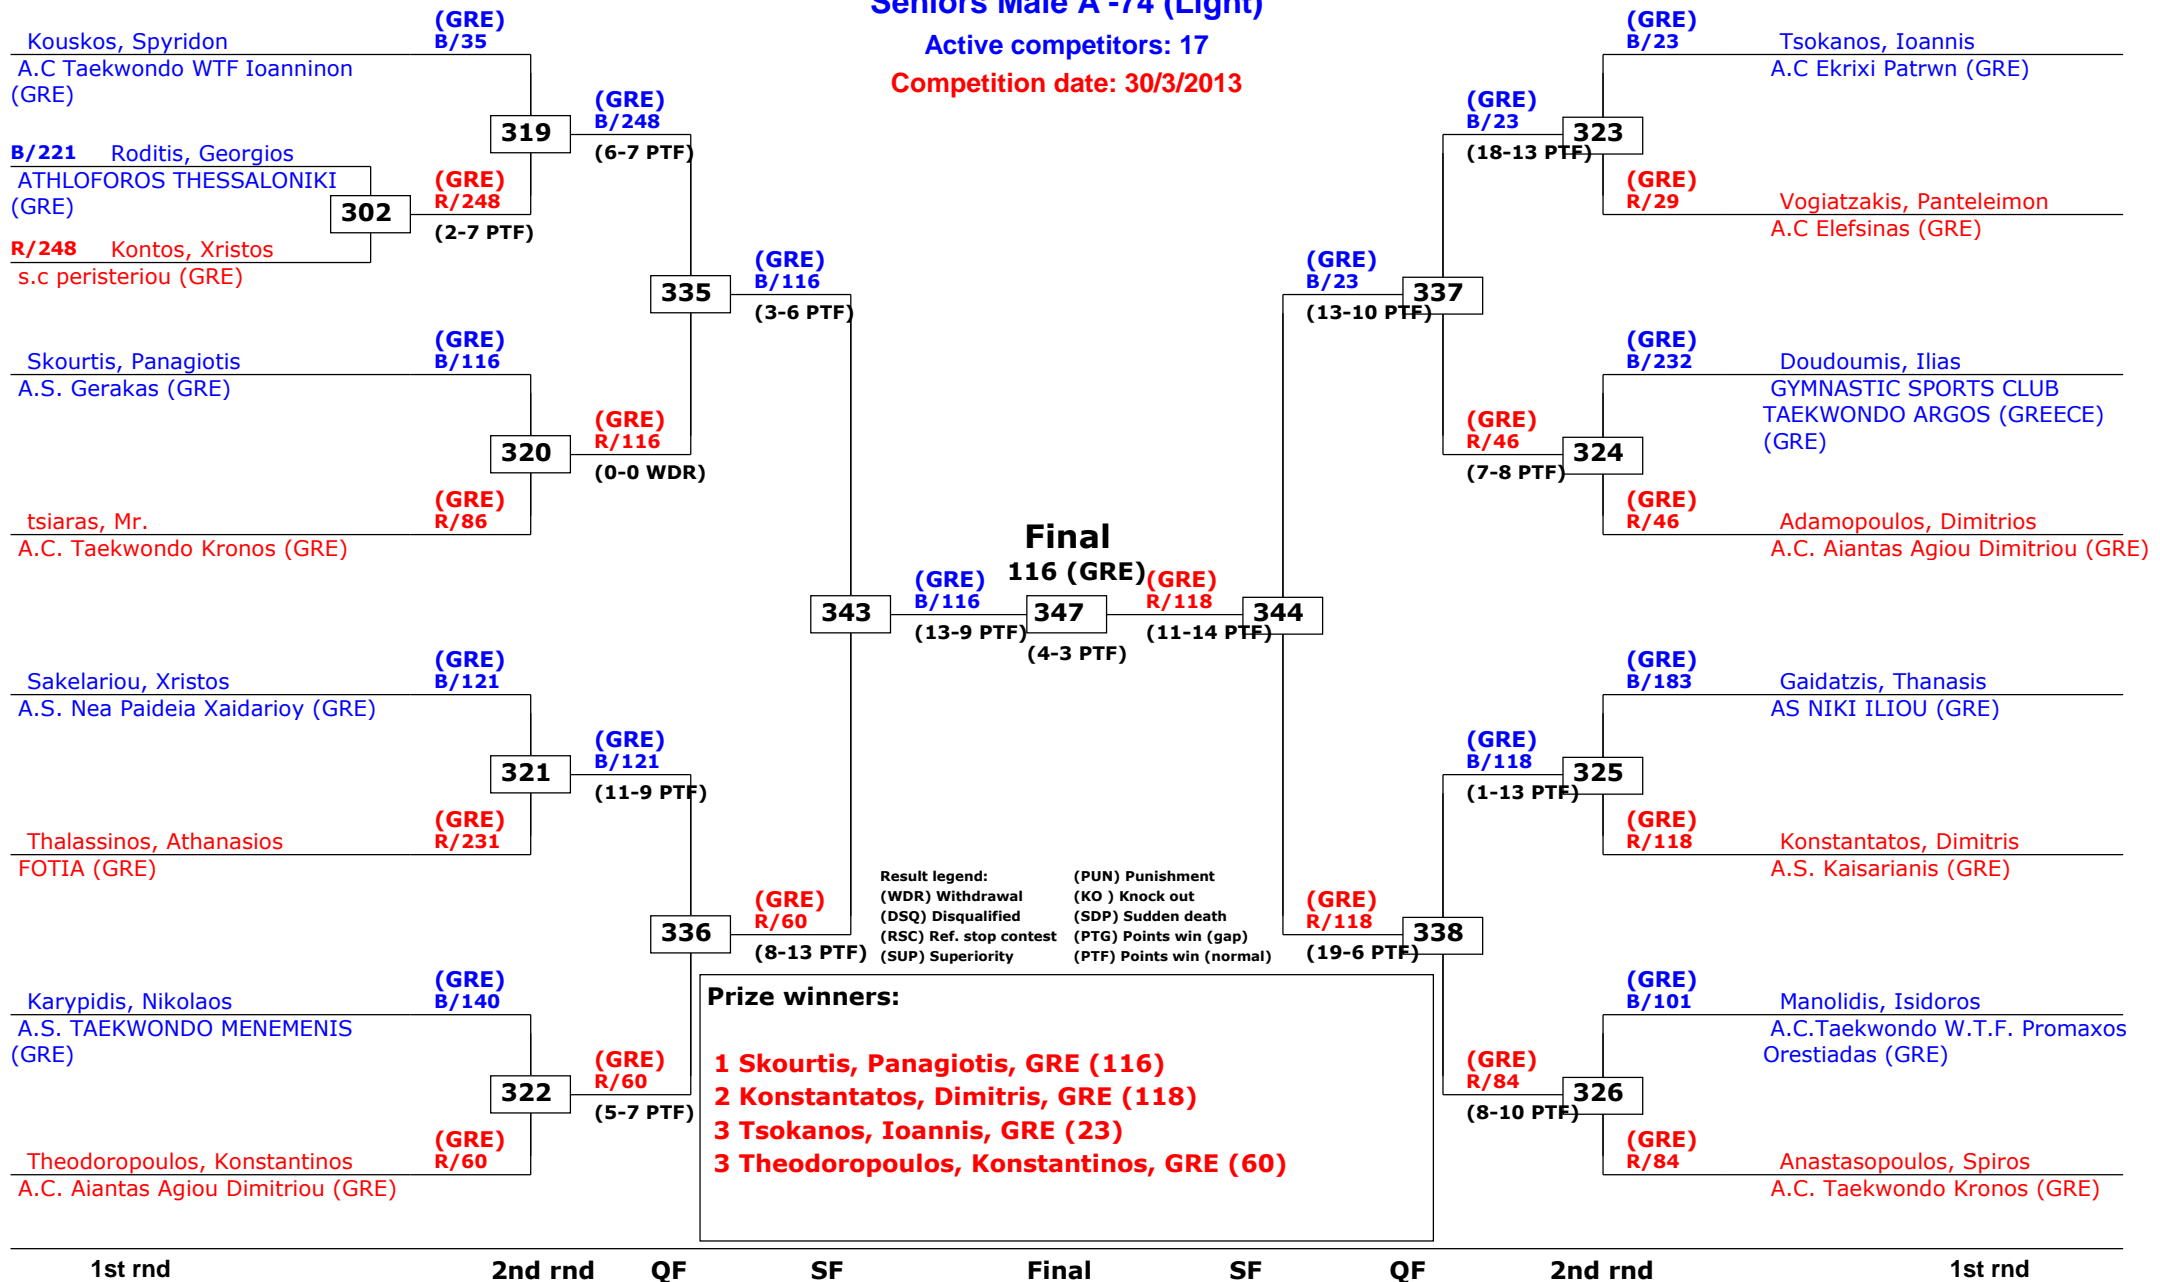 Seniors Male A -74 (Light)
Active competitors: 17
Competition date: 30/3/2013
(GRE)
Kouskos, Spyridon B/35
A.C Taekwondo WTF Ioanninon
(GRE)
319
(GRE)
B/248
(6-7 PTF)
B/221 Roditis, Georgios
ATHLOFOROS THESSALONIKI
(GRE)
302
(GRE)
R/248
(2-7 PTF)
R/248 Kontos, Xristos
s.c peristeriou (GRE)
335
(GRE)
B/116
(3-6 PTF)
(GRE)
Skourtis, Panagiotis B/116
A.S. Gerakas (GRE)
320
(GRE)
R/116
(0-0 WDR)
(GRE)
tsiaras, Mr. R/86
A.C. Taekwondo Kronos (GRE)
343
(GRE)
B/116
(13-9 PTF)
Final
116 (GRE)
347
(4-3 PTF)
(GRE)
R/118
(11-14 PTF)
344
(GRE)
Sakelariou, Xristos B/121
A.S. Nea Paideia Xaidarioy (GRE)
321
(GRE)
B/121
(11-9 PTF)
(GRE)
Thalassinos, Athanasios R/231
FOTIA (GRE)
336
(GRE)
R/60
(8-13 PTF)
(GRE)
Karypidis, Nikolaos B/140
A.S. TAEKWONDO MENEMENIS
(GRE)
322
(GRE)
R/60
(5-7 PTF)
(GRE)
Theodoropoulos, Konstantinos R/60
A.C. Aiantas Agiou Dimitriou (GRE)
(GRE)
B/23 Tsokanos, Ioannis
A.C Ekrixi Patrwn (GRE)
(GRE)
B/23
(18-13 PTF)
323
(GRE)
R/29 Vogiatzakis, Panteleimon
A.C Elefsinas (GRE)
(GRE)
B/23
(13-10 PTF)
337
(GRE)
B/232 Doudoumis, Ilias
GYMNASTIC SPORTS CLUB
TAEKWONDO ARGOS (GREECE)
(GRE)
(GRE)
R/46
(7-8 PTF)
324
(GRE)
R/46 Adamopoulos, Dimitrios
A.C. Aiantas Agiou Dimitriou (GRE)
(GRE)
B/183 Gaidatzis, Thanasis
AS NIKI ILIOU (GRE)
(GRE)
B/118
(1-13 PTF)
325
(GRE)
R/118 Konstantatos, Dimitris
A.S. Kaisarianis (GRE)
(GRE)
R/118
(19-6 PTF)
338
(GRE)
B/101 Manolidis, Isidoros
A.C.Taekwondo W.T.F. Promaxos
Orestiadas (GRE)
(GRE)
R/84
(8-10 PTF)
326
(GRE)
R/84 Anastasopoulos, Spiros
A.C. Taekwondo Kronos (GRE)
Result legend: (PUN) Punishment
(WDR) Withdrawal (KO ) Knock out
(DSQ) Disqualified (SDP) Sudden death
(RSC) Ref. stop contest (PTG) Points win (gap)
(SUP) Superiority (PTF) Points win (normal)
Prize winners:
1 Skourtis, Panagiotis, GRE (116)
2 Konstantatos, Dimitris, GRE (118)
3 Tsokanos, Ioannis, GRE (23)
3 Theodoropoulos, Konstantinos, GRE (60)
1st rnd 2nd rnd QF SF Final SF QF 2nd rnd 1st rnd